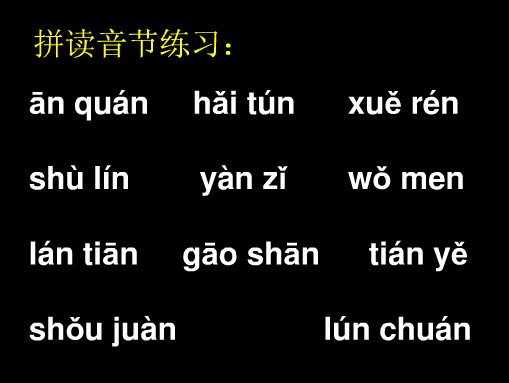 拼读音节练习：
ān quán hǎi tún xuě rén
shù lín yàn zǐ wǒ men
lán tiān gāo shān tián yě
shǒu juàn lún chuán